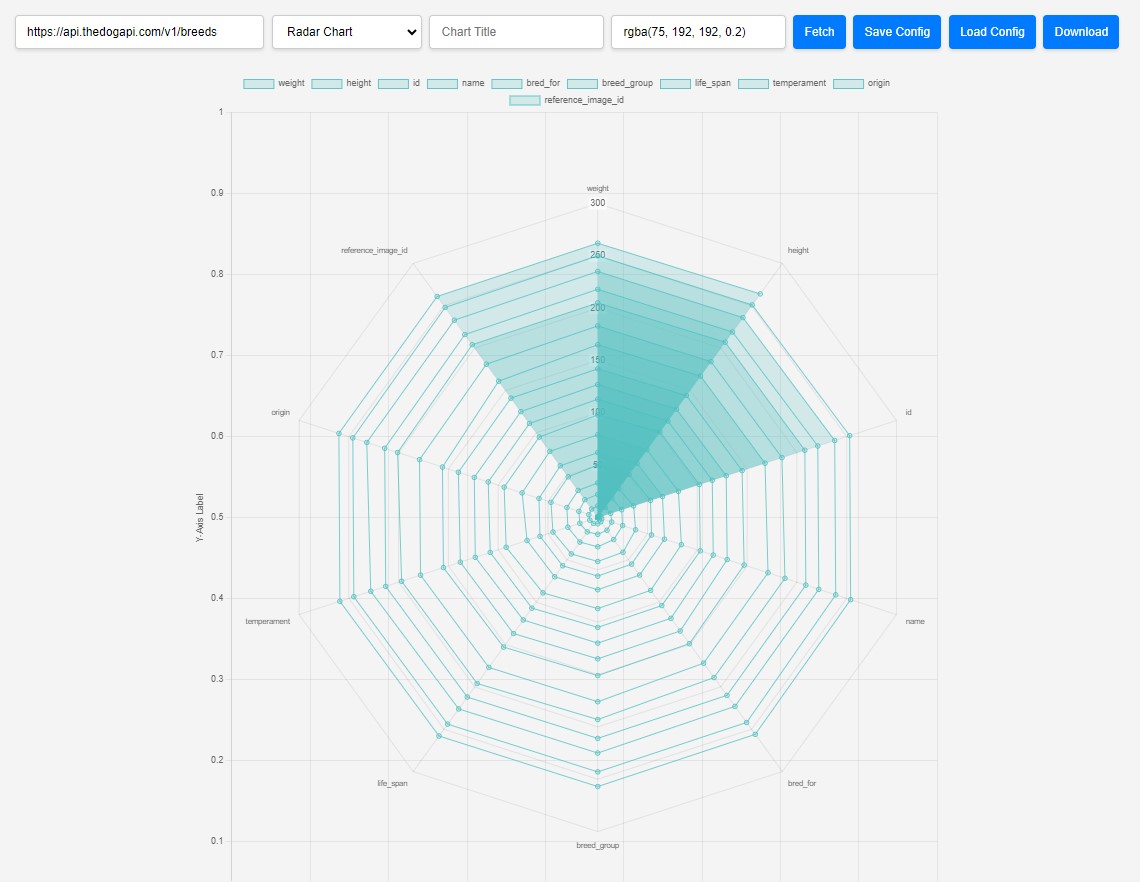 https://api.thedogapi.com/v1/breeds Radar Chart Chart Title rgba(75, 192, 192, 0.2) Fetch Save Config Load Config Download
weight height id name bred_for breed_group life_span temperament origin
reference_image_id
1
0.9
0.8
0.7
0.6
0.5
0.4
0.3
0.2
0.1
Y-Axis Label
weight
300
250
200
150
100
height
id
name
bred_for
breed_group
life_span
temperament
origin
reference_image_id